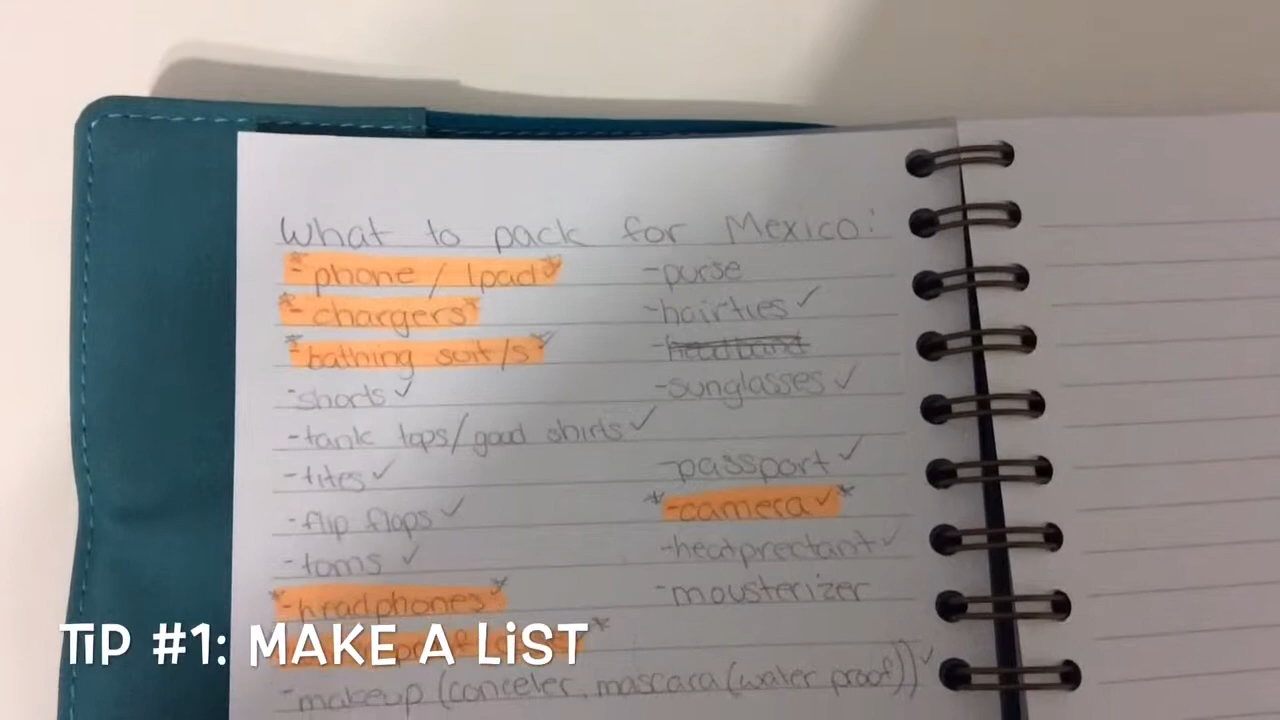 What to pack for Mexico:
*- phone / Ipad* -purse
*- chargers* -hairties ✓
*- bathing suit/s* -headband
-shorts ✓ -sunglasses ✓
-tank tops/good shirts ✓
-tites ✓ -passport ✓
-flip flops ✓ *-camera ✓*
-toms ✓ -heatprectant ✓
*-headphones* -mousterizer
*
-makeup (conceler, mascara (water proof)) ✓
TIP #1: MAKE A LIST